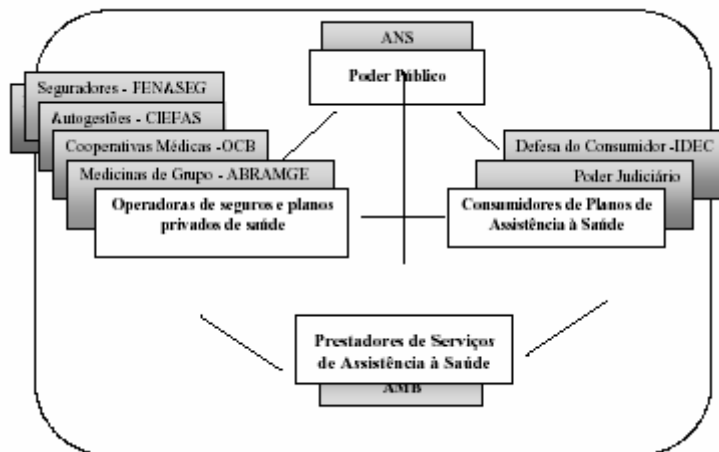 ANS
Poder Público
Seguradores - FENASEG
Autogestões - CIEFAS
Cooperativas Médicas -OCB
Medicinas de Grupo - ABRAMGE
Operadoras de seguros e planos
privados de saúde
Defesa do Consumidor -IDEC
Poder Judiciário
Consumidores de Planos de
Assistência à Saúde
Prestadores de Serviços
de Assistência à Saúde
AMB